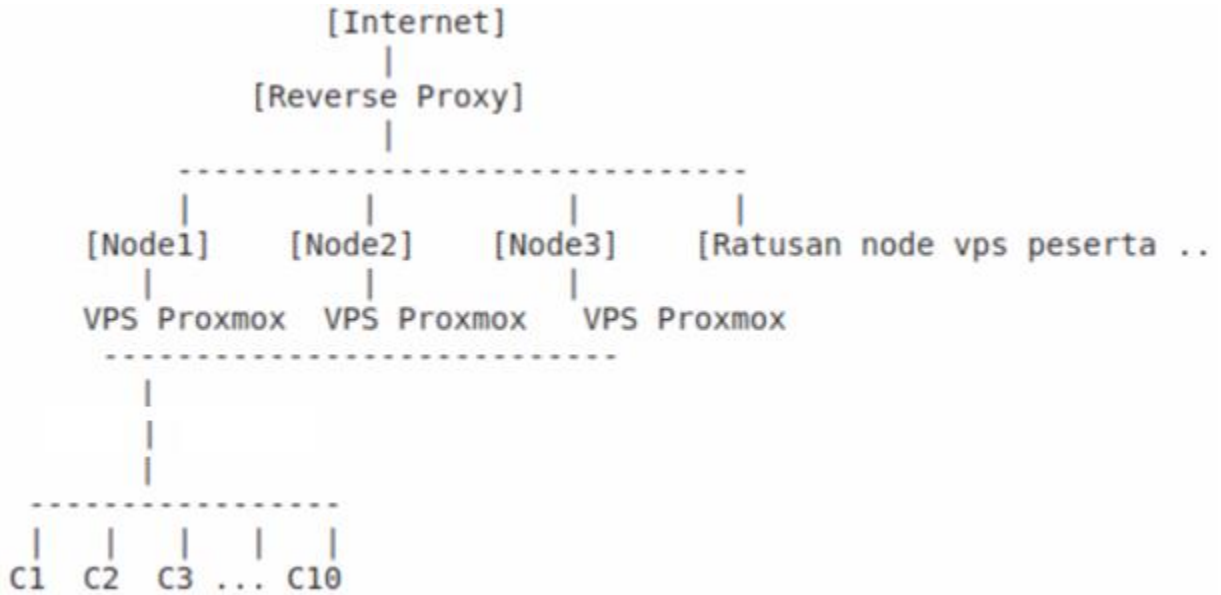 [Internet]
|
[Reverse Proxy]
|
-------------------------------
| | | |
[Node1] [Node2] [Node3] [Ratusan node vps peserta ..
| | |
VPS Proxmox VPS Proxmox VPS Proxmox
----------------------------
|
|
|
-----------------
| | | | |
C1 C2 C3 ... C10